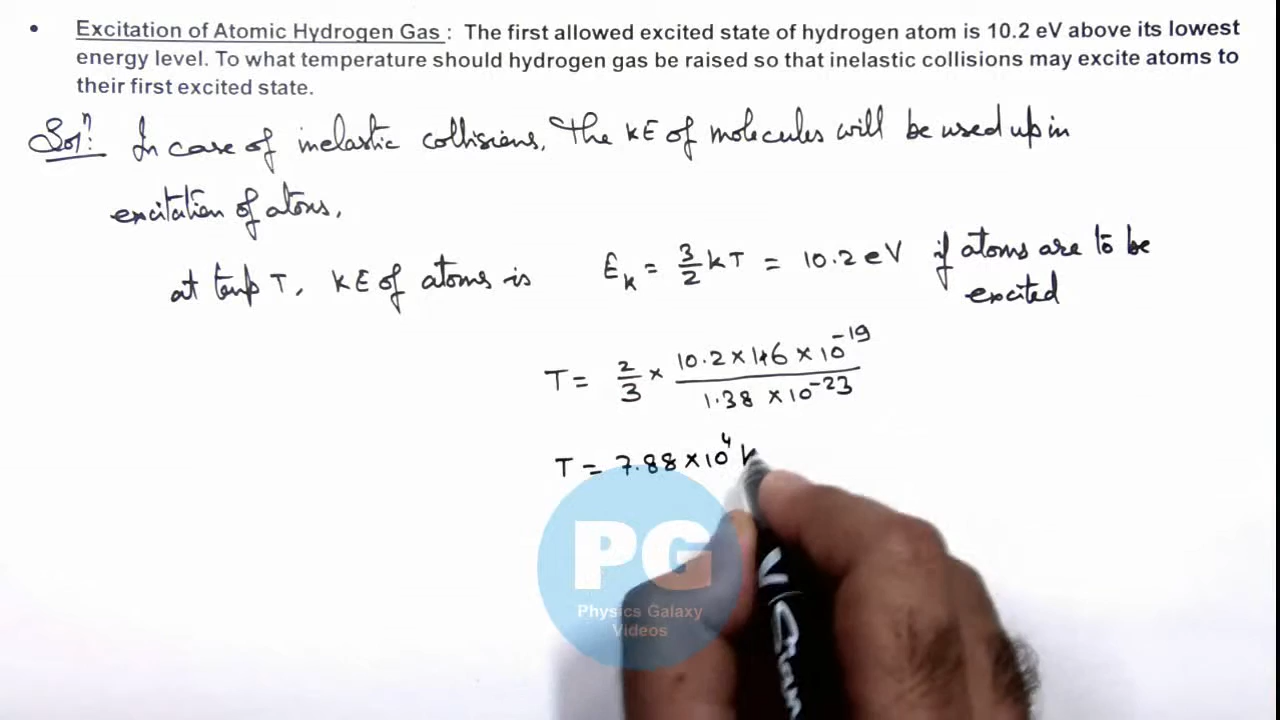 • Excitation of Atomic Hydrogen Gas : The first allowed excited state of hydrogen atom is 10.2 eV above its lowest
energy level. To what temperature should hydrogen gas be raised so that inelastic collisions may excite atoms to
their first excited state.
Solⁿ: In case of inelastic collisions, The KE of molecules will be used up in
excitation of atoms.
at temp T, KE of atoms is E_k = 3/2 kT = 10.2 eV if atoms are to be
excited
T = 2/3 × (10.2 × 1.6 × 10^-19)/(1.38 × 10^-23)
T = 7.88 × 10^4 k
PG
Physics Galaxy
Videos